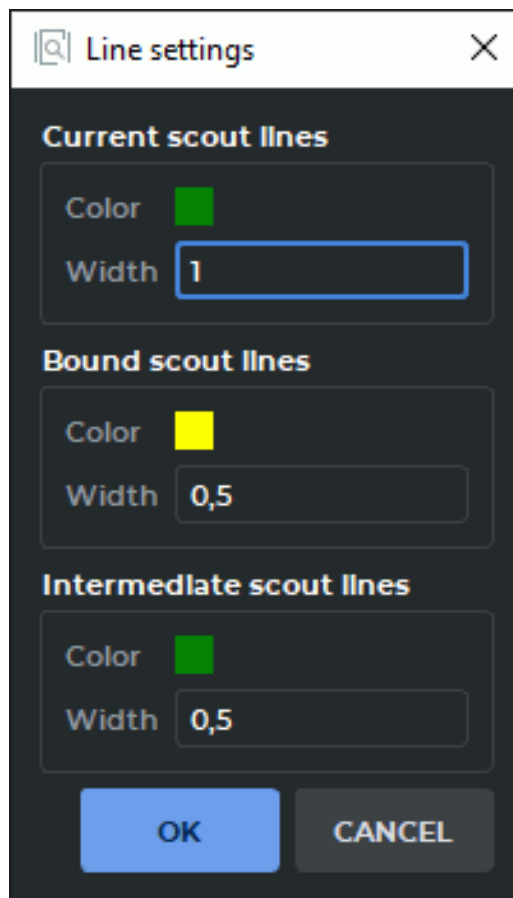 Line settings
Current scout lines
Color
Width 1
Bound scout lines
Color
Width 0,5
Intermediate scout lines
Color
Width 0,5
OK CANCEL